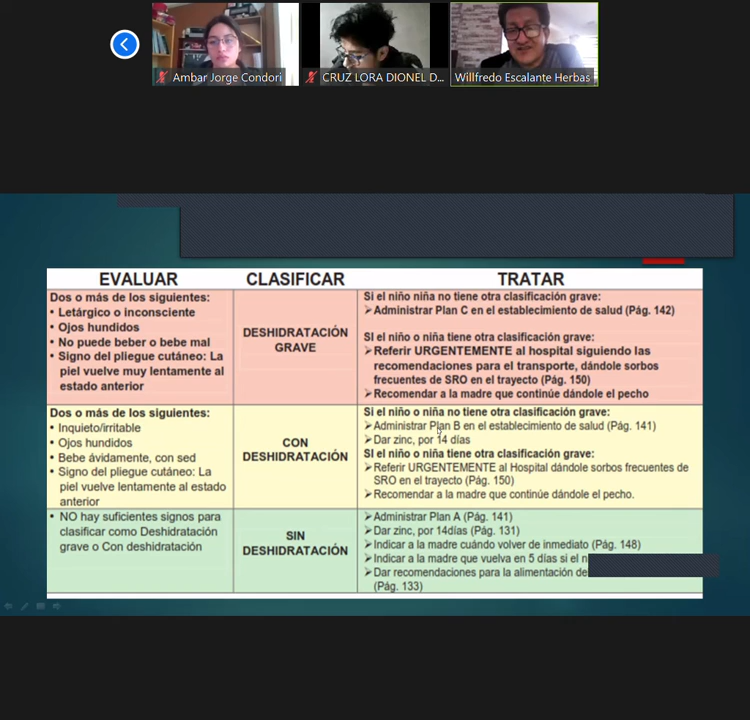 Ambar Jorge Condori
CRUZ LORA DIONEL D...
Willfredo Escalante Herbas
EVALUAR
CLASIFICAR
TRATAR
Dos o más de los siguientes:
• Letárgico o inconsciente
• Ojos hundidos
• No puede beber o bebe mal
• Signo del pliegue cutáneo: La
piel vuelve muy lentamente al
estado anterior
DESHIDRATACIÓN
GRAVE
Si el niño niña no tiene otra clasificación grave:
➢Administrar Plan C en el establecimiento de salud (Pág. 142)
SI el niño o niña tiene otra clasificación grave:
➢Referir URGENTEMENTE al hospital siguiendo las
recomendaciones para el transporte, dándole sorbos
frecuentes de SRO en el trayecto (Pág.150)
➢Recomendar a la madre que continúe dándole el pecho
Dos o más de los siguientes:
• Inquieto/irritable
• Ojos hundidos
• Bebe ávidamente, con sed
• Signo del pliegue cutáneo: La
piel vuelve lentamente al estado
anterior
CON
DESHIDRATACIÓN
Si el niño o niña no tiene otra clasificación grave:
➢Administrar Plan B en el establecimiento de salud (Pág. 141)
➢Dar zinc, por 14 días
SI el niño o niña tiene otra clasificación grave:
➢Referir URGENTEMENTE al Hospital dándole sorbos frecuentes de
SRO en el trayecto (Pág. 150)
➢Recomendar a la madre que continúe dándole el pecho.
• NO hay suficientes signos para
clasificar como Deshidratación
grave o Con deshidratación
SIN
DESHIDRATACIÓN
➢Administrar Plan A (Pág. 141)
➢Dar zinc, por 14días (Pág. 131)
➢Indicar a la madre cuándo volver de inmediato (Pág. 148)
➢Indicar a la madre que vuelva en 5 días si el
➢Dar recomendaciones para la alimentación
(Pág. 133)